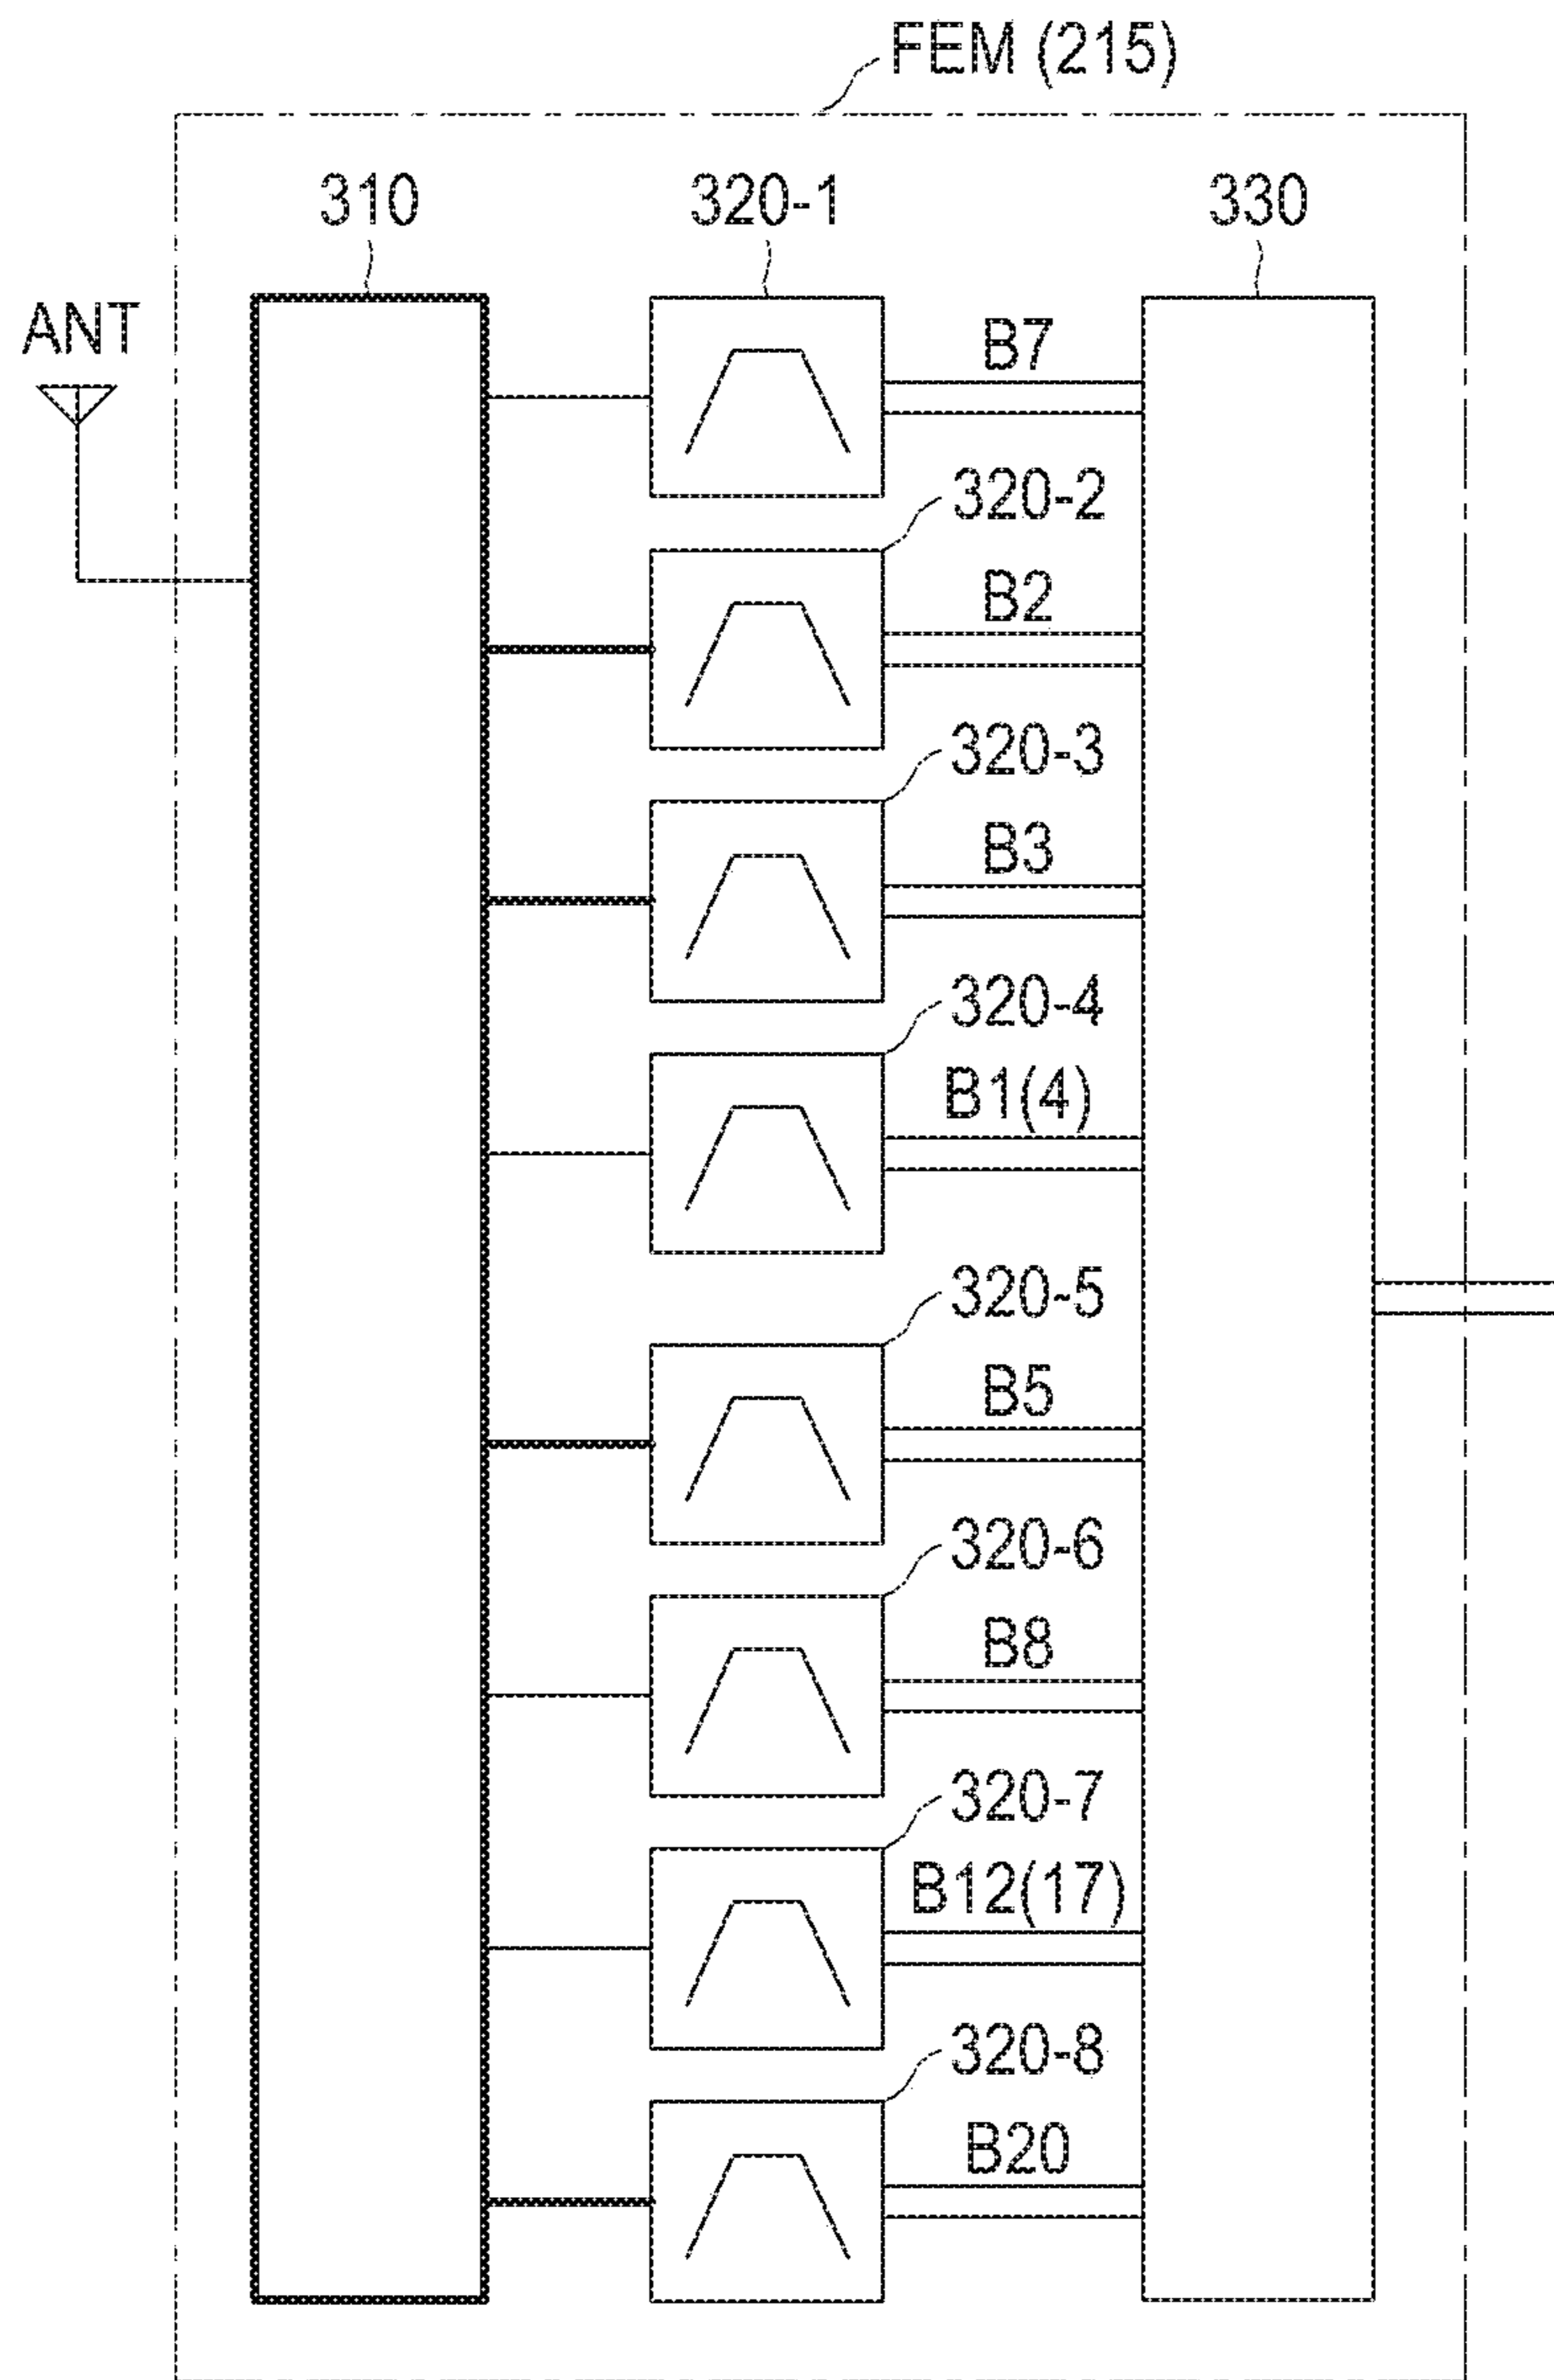 FEM (215)
310
320-1
330
ANT
B7
320-2
B2
320-3
B3
320-4
B1(4)
320-5
B5
320-6
B8
320-7
B12(17)
320-8
B20